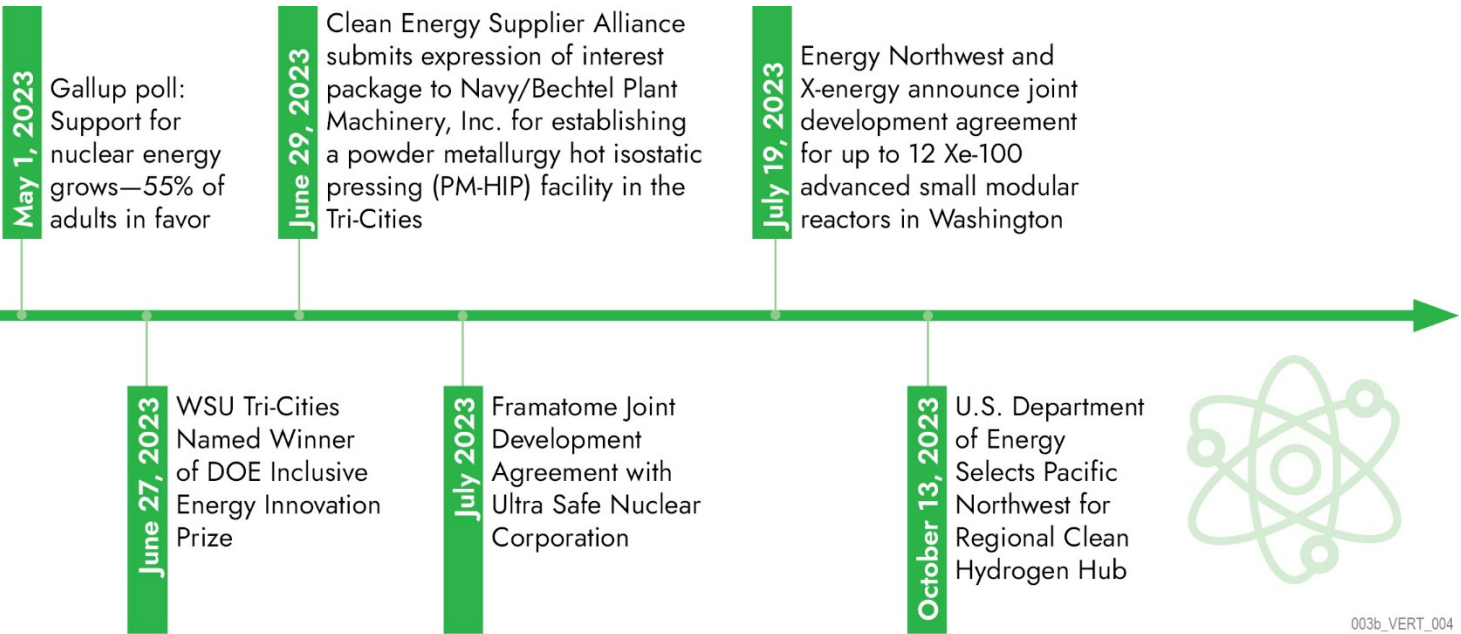 May 1, 2023
Gallup poll:
Support for
nuclear energy
grows—55% of
adults in favor
June 27, 2023
WSU Tri-Cities
Named Winner
of DOE Inclusive
Energy Innovation
Prize
June 29, 2023
Clean Energy Supplier Alliance
submits expression of interest
package to Navy/Bechtel Plant
Machinery, Inc. for establishing
a powder metallurgy hot isostatic
pressing (PM-HIP) facility in the
Tri-Cities
July 2023
Framatome Joint
Development
Agreement with
Ultra Safe Nuclear
Corporation
July 19, 2023
Energy Northwest and
X-energy announce joint
development agreement
for up to 12 Xe-100
advanced small modular
reactors in Washington
October 13, 2023
U.S. Department
of Energy
Selects Pacific
Northwest for
Regional Clean
Hydrogen Hub
003b_VERT_004